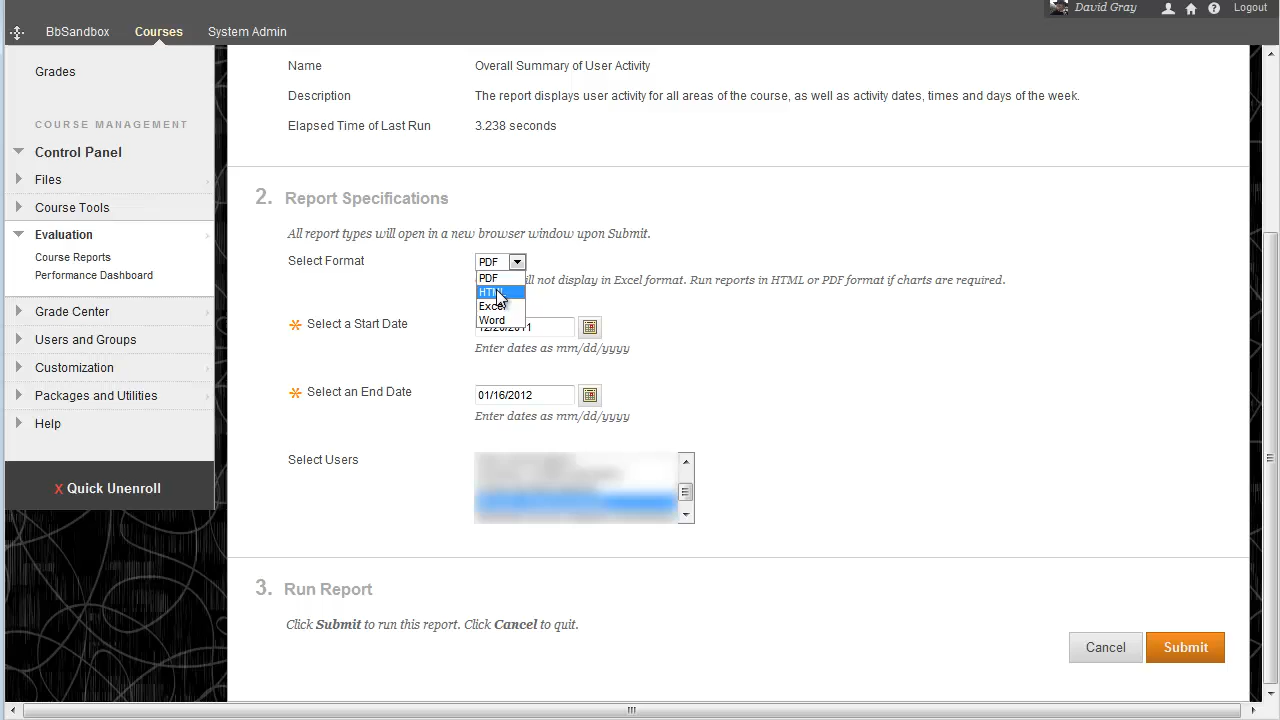 David Gray
Logout
BbSandbox
Courses
System Admin
Grades
COURSE MANAGEMENT
Control Panel
Files
Course Tools
Evaluation
Course Reports
Performance Dashboard
Grade Center
Users and Groups
Customization
Packages and Utilities
Help
X Quick Unenroll
Name
Overall Summary of User Activity
Description
The report displays user activity for all areas of the course, as well as activity dates, times and days of the week.
Elapsed Time of Last Run
3.238 seconds
2. Report Specifications
All report types will open in a new browser window upon Submit.
Select Format
PDF
PDF
HTML
Excel
Word
not display in Excel format. Run reports in HTML or PDF format if charts are required.
Select a Start Date
Enter dates as mm/dd/yyyy
Select an End Date
01/16/2012
Enter dates as mm/dd/yyyy
Select Users
3. Run Report
Click Submit to run this report. Click Cancel to quit.
Cancel
Submit